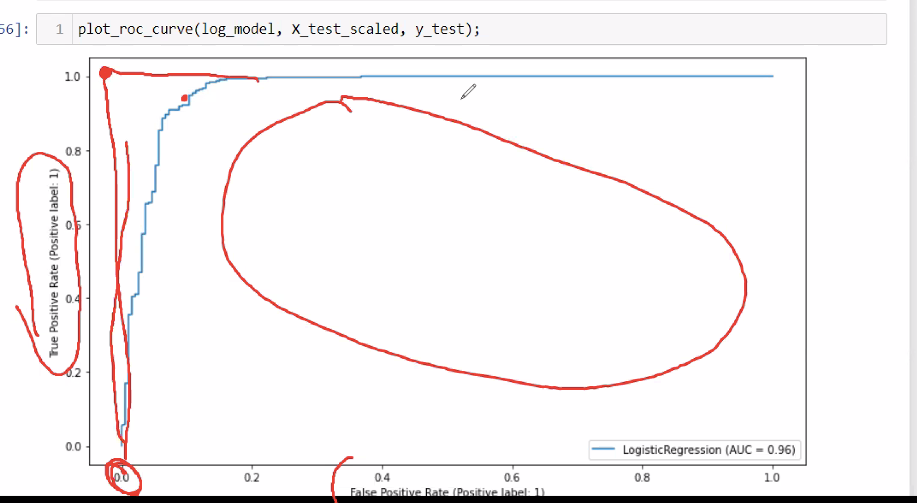 56]: 1 plot_roc_curve(log_model, X_test_scaled, y_test);
1.0
0.8
0.6
0.4
0.2
0.0
True Positive Rate (Positive label: 1)
LogisticRegression (AUC = 0.96)
0.0 0.2 0.4 0.6 0.8 1.0
False Positive Rate (Positive label: 1)